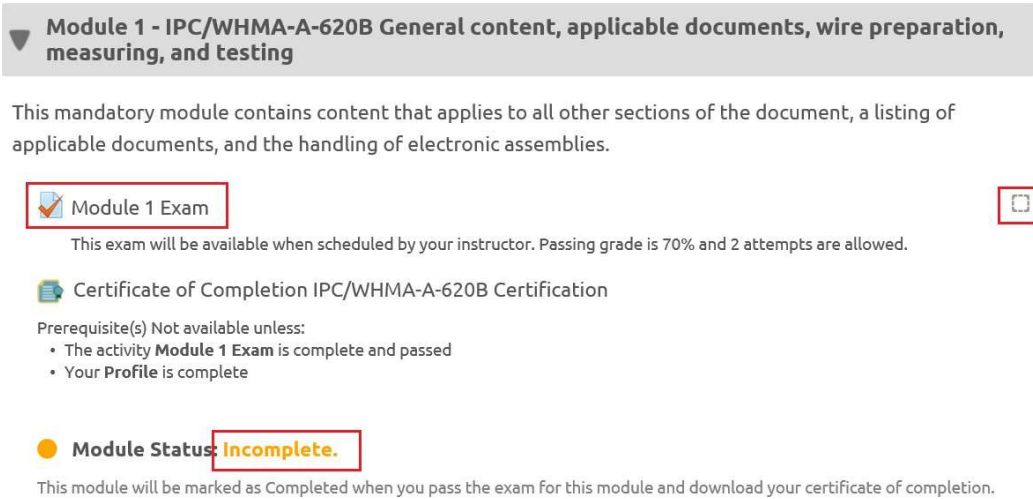 Module 1 - IPC/WHMA-A-620B General content, applicable documents, wire preparation,
measuring, and testing
This mandatory module contains content that applies to all other sections of the document, a listing of
applicable documents, and the handling of electronic assemblies.
Module 1 Exam
This exam will be available when scheduled by your instructor. Passing grade is 70% and 2 attempts are allowed.
Certificate of Completion IPC/WHMA-A-620B Certification
Prerequisite(s) Not available unless:
• The activity Module 1 Exam is complete and passed
• Your Profile is complete
Module Status: Incomplete.
This module will be marked as Completed when you pass the exam for this module and download your certificate of completion.